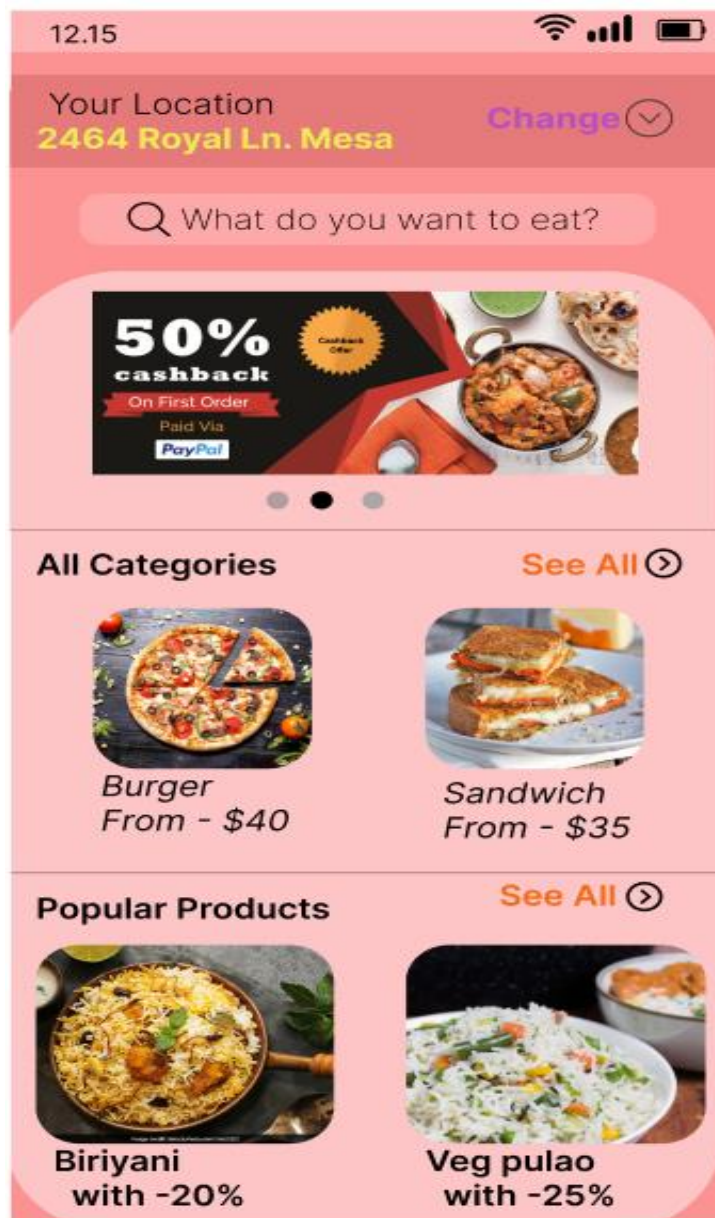 12.15
Your Location
2464 Royal Ln. Mesa
Change
What do you want to eat?
50%
cashback
On First Order
Paid Via
PayPal
Cashback
Offer
All Categories
See All
Burger
From - $40
Sandwich
From - $35
Popular Products
See All
Biriyani
with -20%
Veg pulao
with -25%